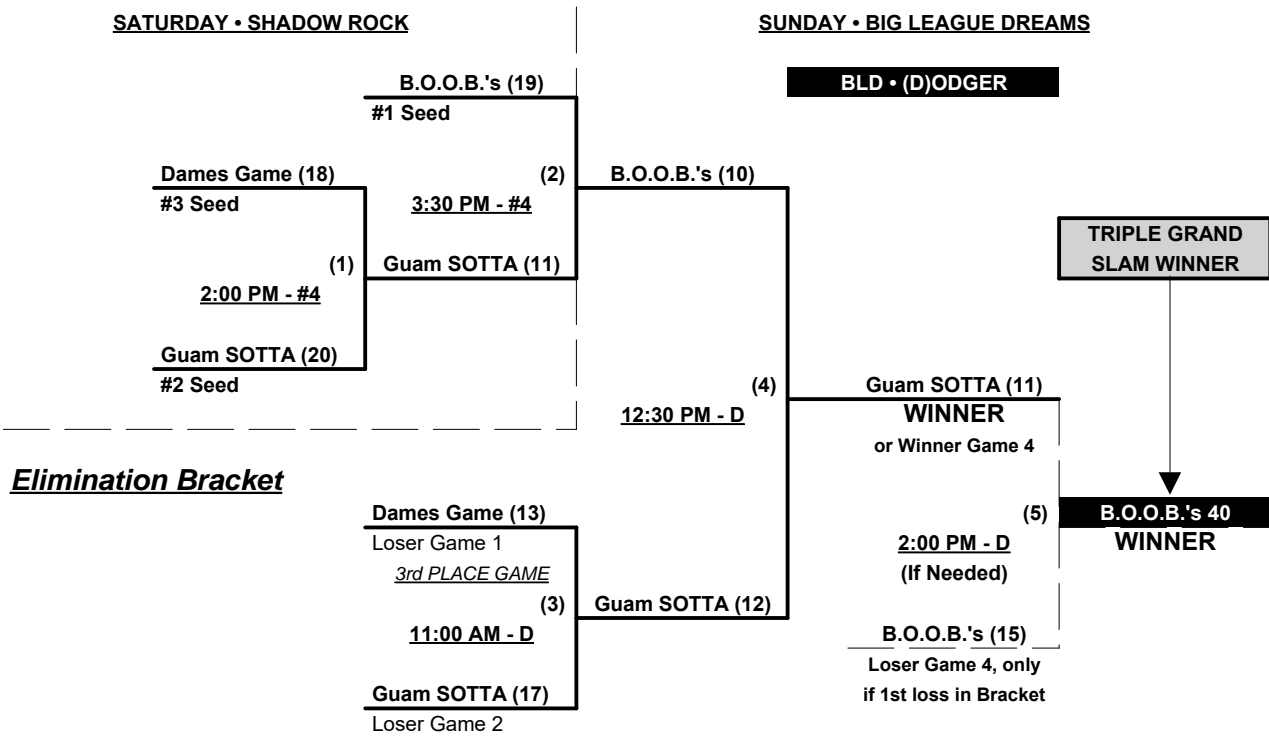 SATURDAY • SHADOW ROCK
SUNDAY • BIG LEAGUE DREAMS
B.O.O.B.'s (19)
BLD • (D)ODGER
#1 Seed
Dames Game (18)
(2)
B.O.O.B.'s (10)
#3 Seed
3:30 PM - #4
TRIPLE GRAND
SLAM WINNER
(1)
Guam SOTTA (11)
2:00 PM - #4
Guam SOTTA (20)
#2 Seed
(4)
Guam SOTTA (11)
12:30 PM - D
WINNER
or Winner Game 4
Elimination Bracket
Dames Game (13)
(5)
B.O.O.B.'s 40
Loser Game 1
2:00 PM - D
WINNER
3rd PLACE GAME
(If Needed)
(3)
Guam SOTTA (12)
11:00 AM - D
B.O.O.B.'s (15)
Loser Game 4, only
Guam SOTTA (17)
if 1st loss in Bracket
Loser Game 2